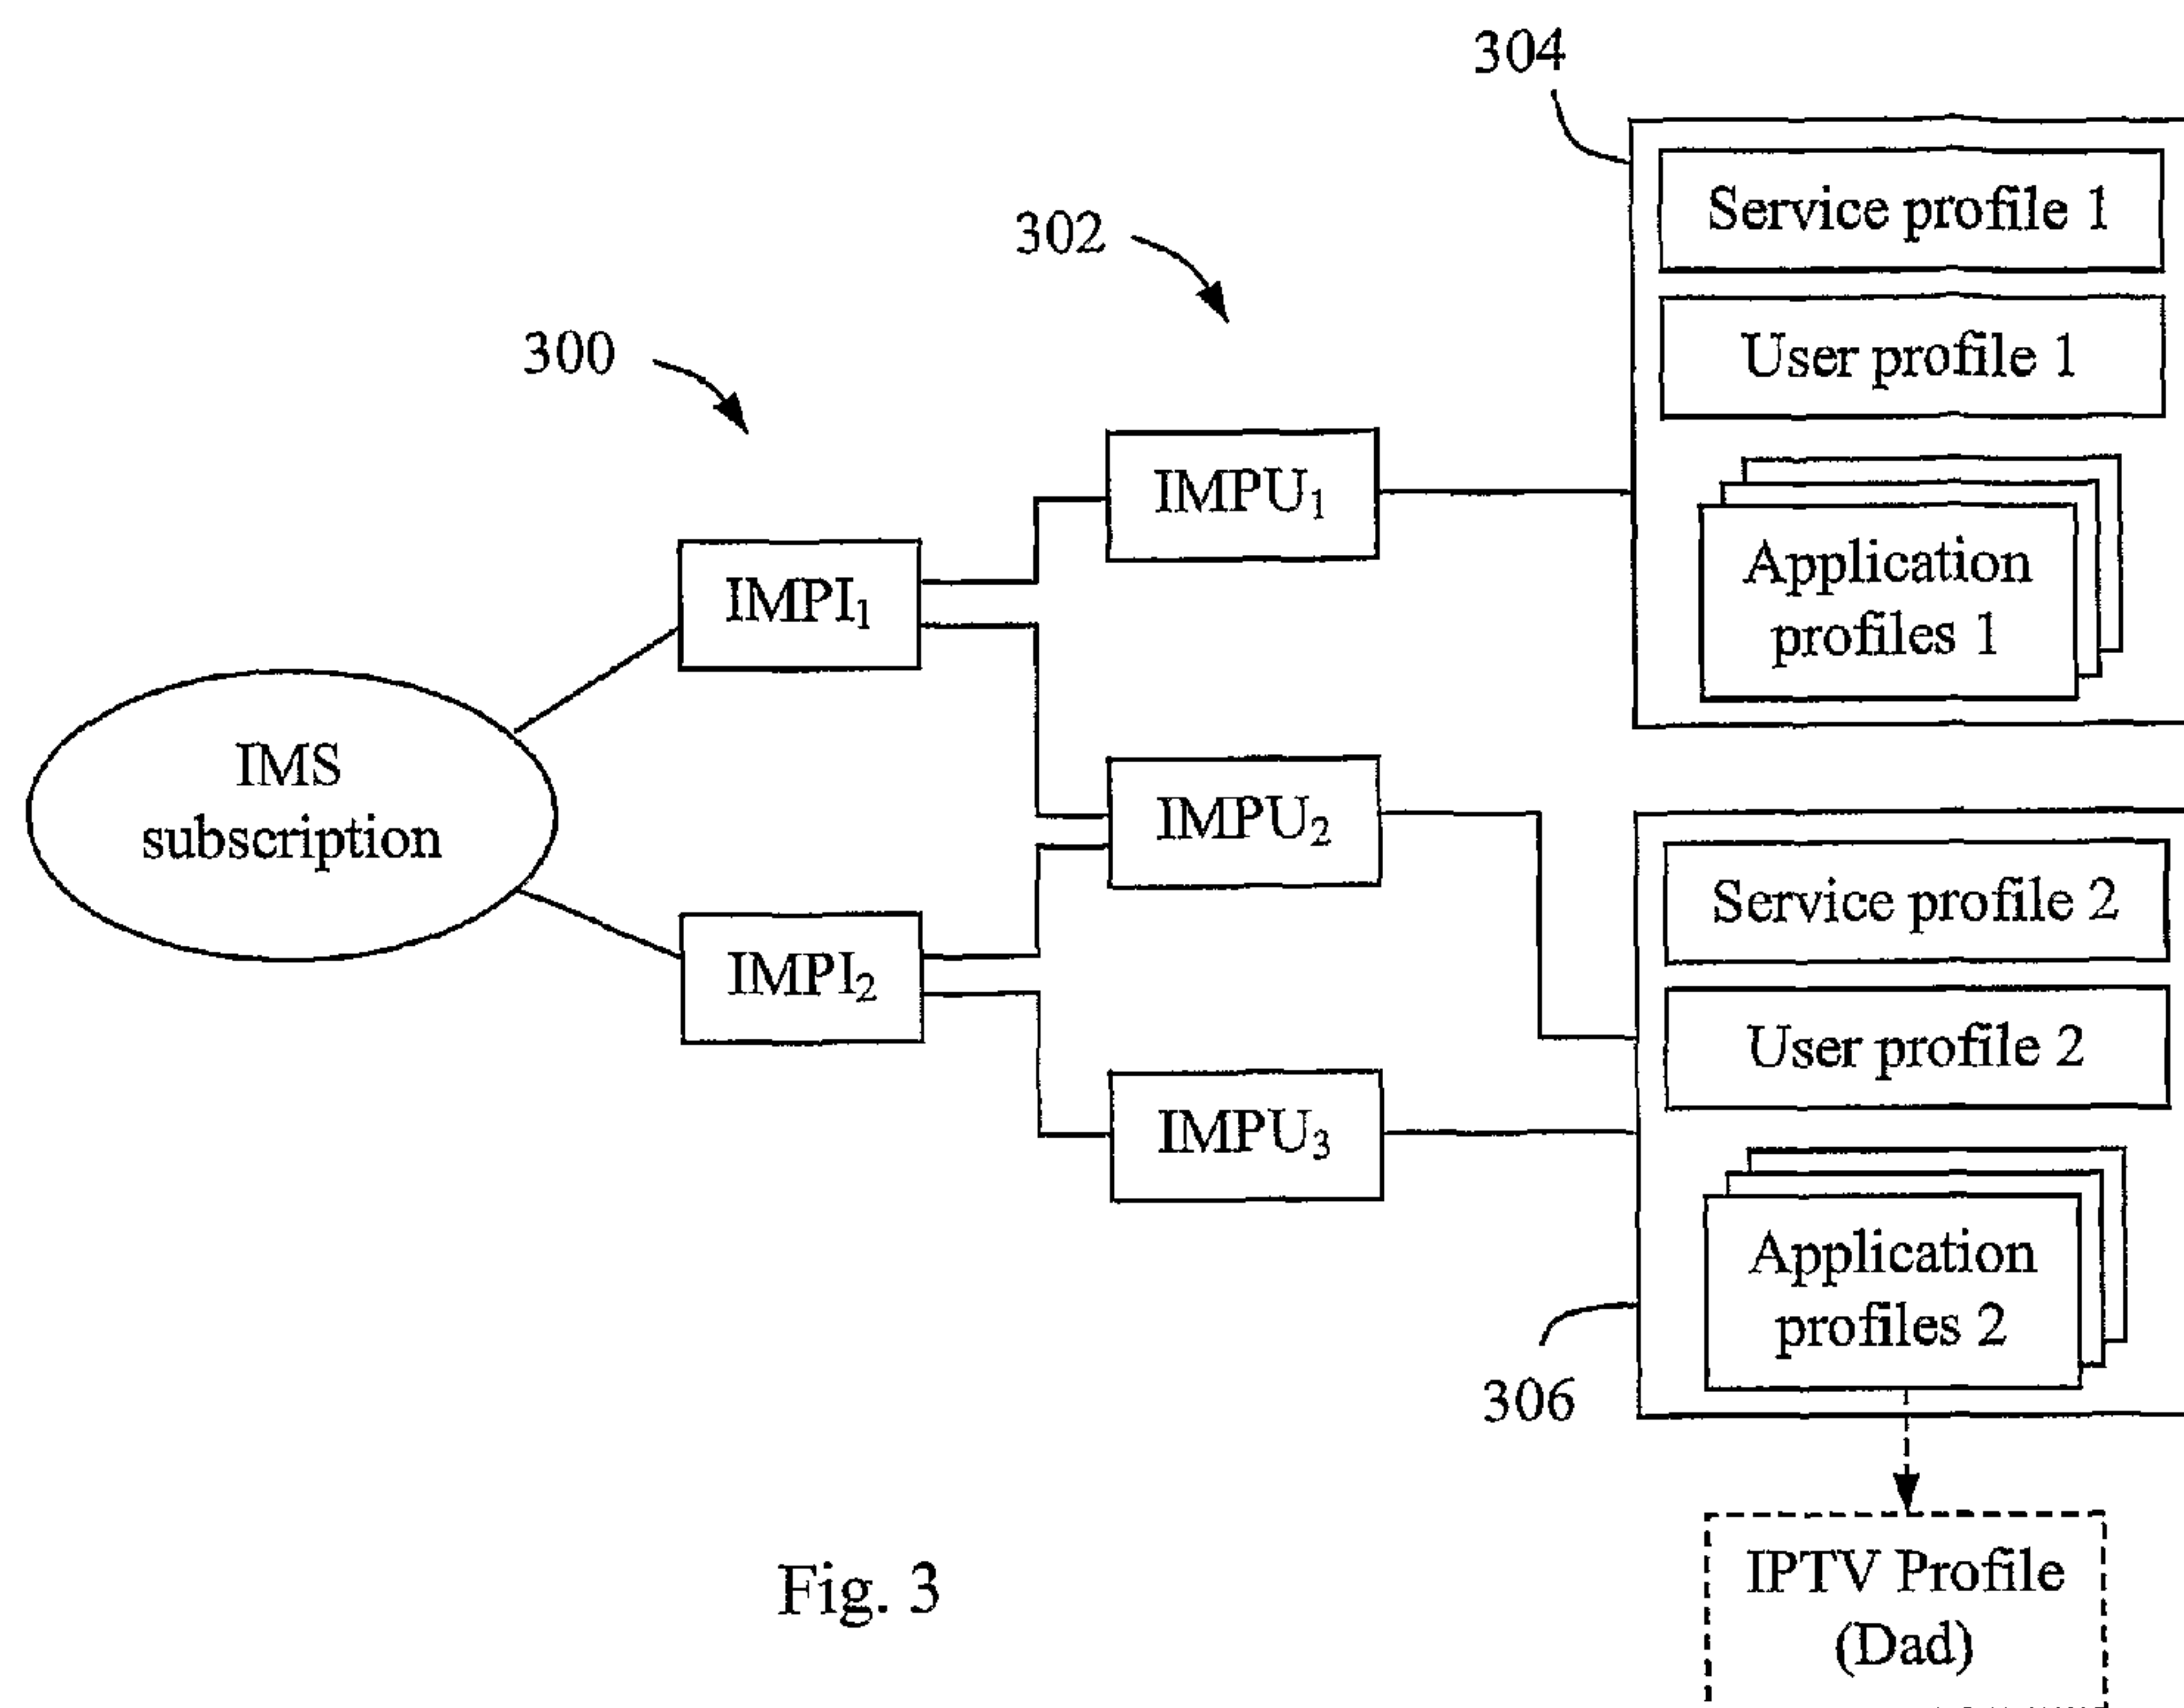 304
Service profile 1
302
User profile 1
300
IMPU₁
Application
profiles 1
IMPI₁
IMS
subscription
IMPU₂
Service profile 2
IMPI₂
User profile 2
IMPU₃
Application
profiles 2
306
IPTV Profile
(Dad)
Fig. 3